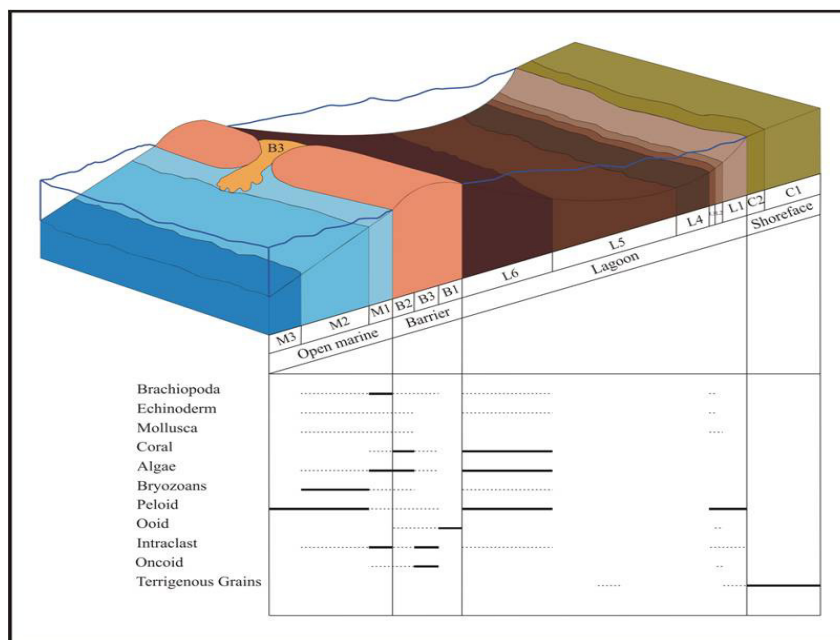 B3
M3 M2 M1 B2 B3 B1 L6 L5 L4 L1 C2 C1
Open marine Barrier Lagoon Shoreface
Brachiopoda
Echinoderm
Mollusca
Coral
Algae
Bryozoans
Peloid
Ooid
Intraclast
Oncoid
Terrigenous Grains